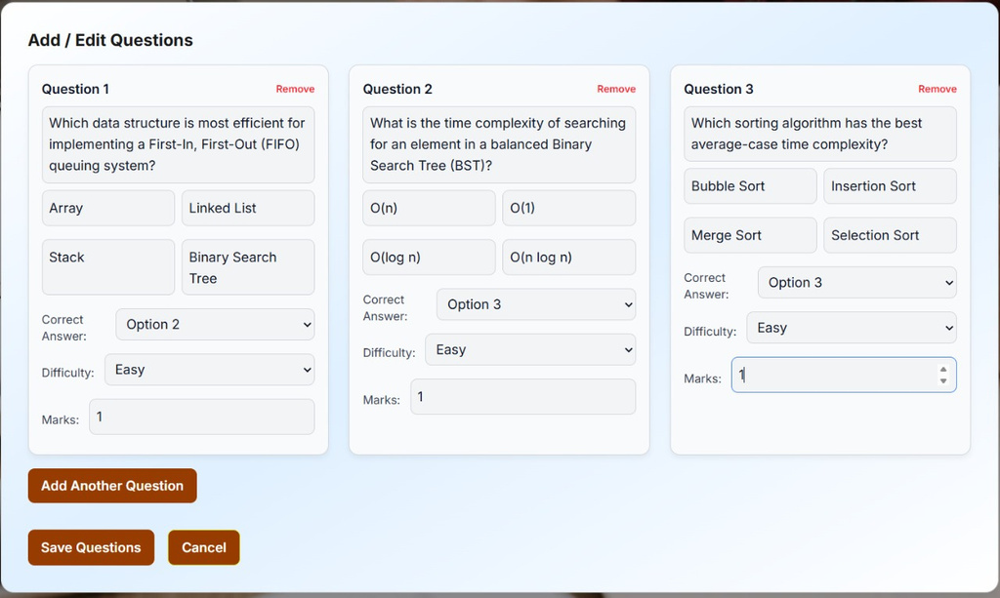 Add / Edit Questions
Question 1
Remove
Which data structure is most efficient for
implementing a First-In, First-Out (FIFO)
queuing system?
Array
Linked List
Stack
Binary Search
Tree
Correct
Answer:
Option 2
Difficulty:
Easy
Marks:
1
Question 2
Remove
What is the time complexity of searching
for an element in a balanced Binary
Search Tree (BST)?
O(n)
O(1)
O(log n)
O(n log n)
Correct
Answer:
Option 3
Difficulty:
Easy
Marks:
1
Question 3
Remove
Which sorting algorithm has the best
average-case time complexity?
Bubble Sort
Insertion Sort
Merge Sort
Selection Sort
Correct
Answer:
Option 3
Difficulty:
Easy
Marks:
1
Add Another Question
Save Questions
Cancel